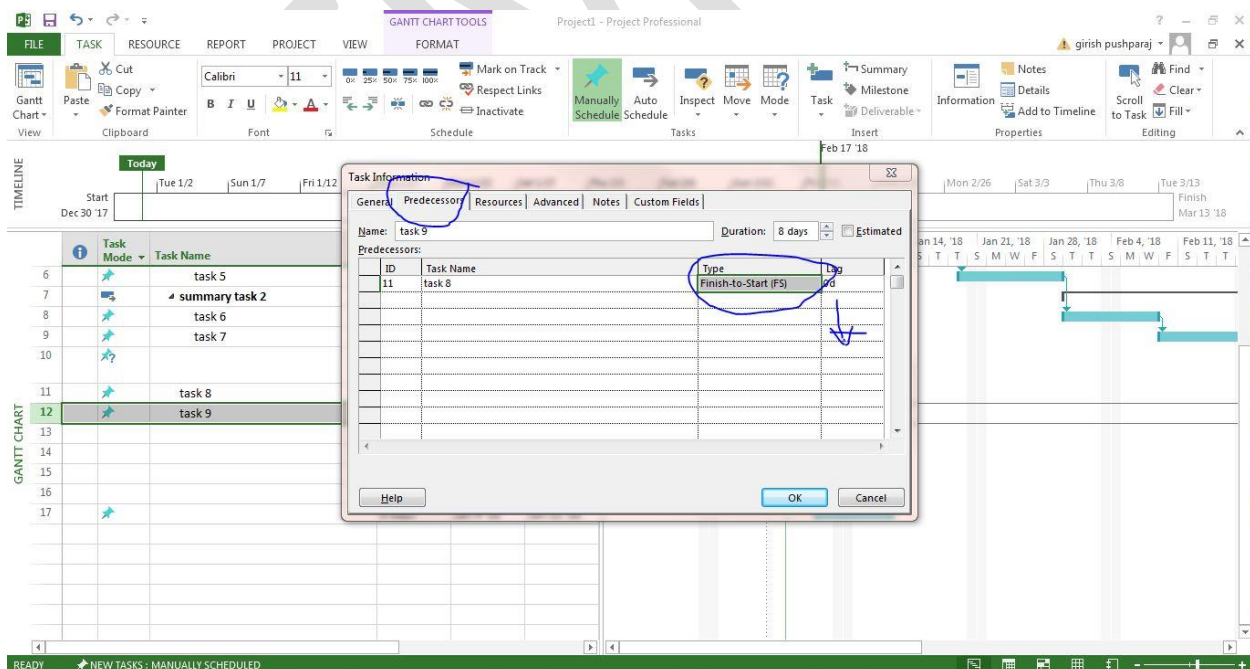 GANTT CHART TOOLS Project1 - Project Professional
FILE TASK RESOURCE REPORT PROJECT VIEW FORMAT girish pushparaj
Gantt Chart Paste Cut Copy Format Painter
Calibri 11
B I U A
0× 25× 50× 75× 100×
Mark on Track
Respect Links
Inactivate
Manually Schedule Auto Schedule Inspect Move Mode
Task Summary Milestone Deliverable
Information Notes Details Add to Timeline
Scroll to Task Find Clear Fill
View Clipboard Font Schedule Tasks Insert Properties Editing
TIMELINE
Today Feb 17 '18
Tue 1/2 Sun 1/7 Fri 1/12 Mon 2/26 Sat 3/3 Thu 3/8 Tue 3/13
Start Dec 30 '17
Finish Mar 13 '18
Task Mode Task Name
Jan 21, '18 Jan 28, '18 Feb 4, '18 Feb 11, '18
T T S M W F S T T S M W F S T T
GANTT CHART
6 task 5
7 summary task 2
8 task 6
9 task 7
10
11 task 8
12 task 9
13
14
15
16
17
Task Information
General Predecessors Resources Advanced Notes Custom Fields
Name: task 9 Duration: 8 days Estimated
Predecessors:
ID Task Name Type Lag
11 task 8 Finish-to-Start (FS) 0d
Help OK Cancel
READY NEW TASKS : MANUALLY SCHEDULED